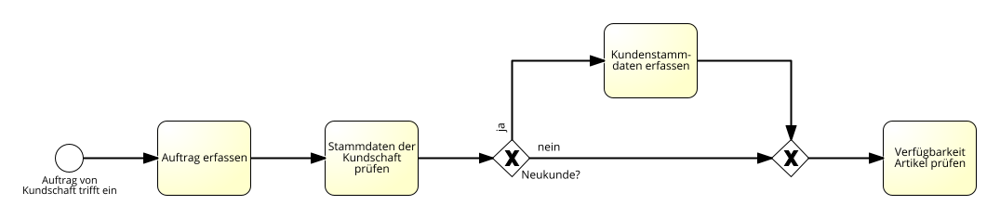 Kundenstamm-
daten erfassen
ja
nein
Auftrag erfassen
Stammdaten der
Kundschaft
prüfen
X
X
Verfügbarkeit
Artikel prüfen
Neukunde?
Auftrag von
Kundschaft trifft ein